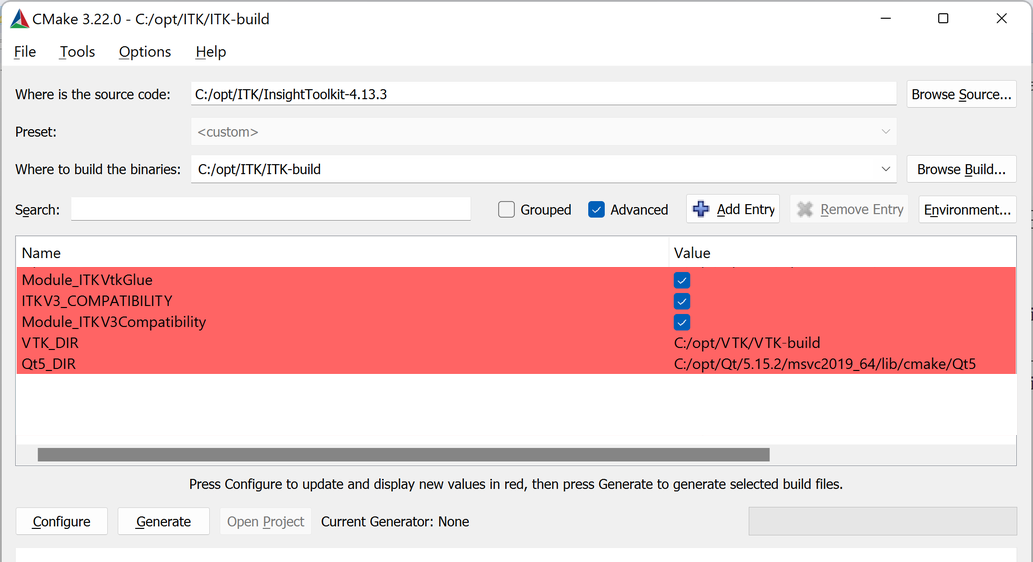 CMake 3.22.0 - C:/opt/ITK/ITK-build
File Tools Options Help
Where is the source code: C:/opt/ITK/InsightToolkit-4.13.3 Browse Source...
Preset: <custom>
Where to build the binaries: C:/opt/ITK/ITK-build Browse Build...
Search: Grouped Advanced Add Entry Remove Entry Environment...
Name Value
Module_ITKVtkGlue
ITKV3_COMPATIBILITY
Module_ITKV3Compatibility
VTK_DIR C:/opt/VTK/VTK-build
Qt5_DIR C:/opt/Qt/5.15.2/msvc2019_64/lib/cmake/Qt5
Press Configure to update and display new values in red, then press Generate to generate selected build files.
Configure Generate Open Project Current Generator: None